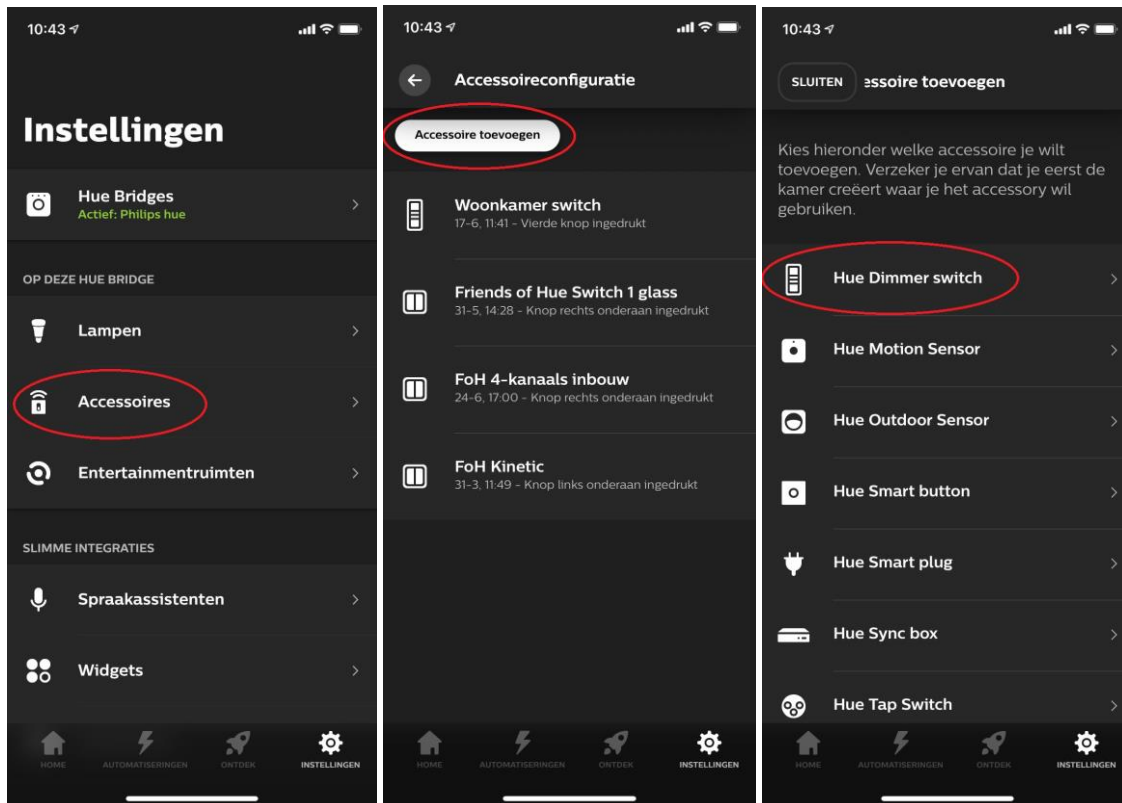 10:43
Instellingen
Hue Bridges
Actief: Philips hue
OP DEZE HUE BRIDGE
Lampen
Accessoires
Entertainmentruimten
SLIMME INTEGRATIES
Spraakassistenten
Widgets
HOME
AUTOMATISERINGEN
ONTDEK
INSTELLINGEN
10:43
Accessoireconfiguratie
Accessoire toevoegen
Woonkamer switch
17-6, 11:41 - Vierde knop ingedrukt
Friends of Hue Switch 1 glass
31-5, 14:28 - Knop rechts onderaan ingedrukt
FoH 4-kanaals inbouw
24-6, 17:00 - Knop rechts onderaan ingedrukt
FoH Kinetic
31-3, 11:49 - Knop links onderaan ingedrukt
HOME
AUTOMATISERINGEN
ONTDEK
INSTELLINGEN
10:43
SLUITEN essoire toevoegen
Kies hieronder welke accessoire je wilt
toevoegen. Verzeker je ervan dat je eerst de
kamer creëert waar je het accessory wil
gebruiken.
Hue Dimmer switch
Hue Motion Sensor
Hue Outdoor Sensor
Hue Smart button
Hue Smart plug
Hue Sync box
Hue Tap Switch
HOME
AUTOMATISERINGEN
ONTDEK
INSTELLINGEN